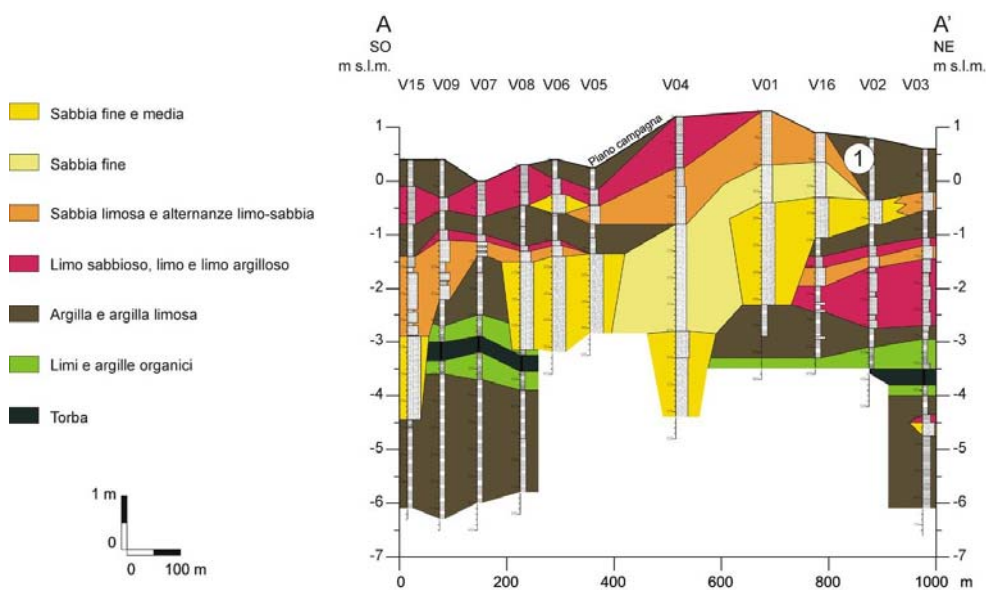 A
SO
m s.l.m.
A'
NE
m s.l.m.
V15 V09 V07 V08 V06 V05 V04 V01 V16 V02 V03
Piano campagna
1
Sabbia fine e media
Sabbia fine
Sabbia limosa e alternanze limo-sabbia
Limo sabbioso, limo e limo argilloso
Argilla e argilla limosa
Limi e argille organici
Torba
1 m
0
0 100 m
1
0
-1
-2
-3
-4
-5
-6
-7
1
0
-1
-2
-3
-4
-5
-6
-7
0 200 400 600 800 1000 m